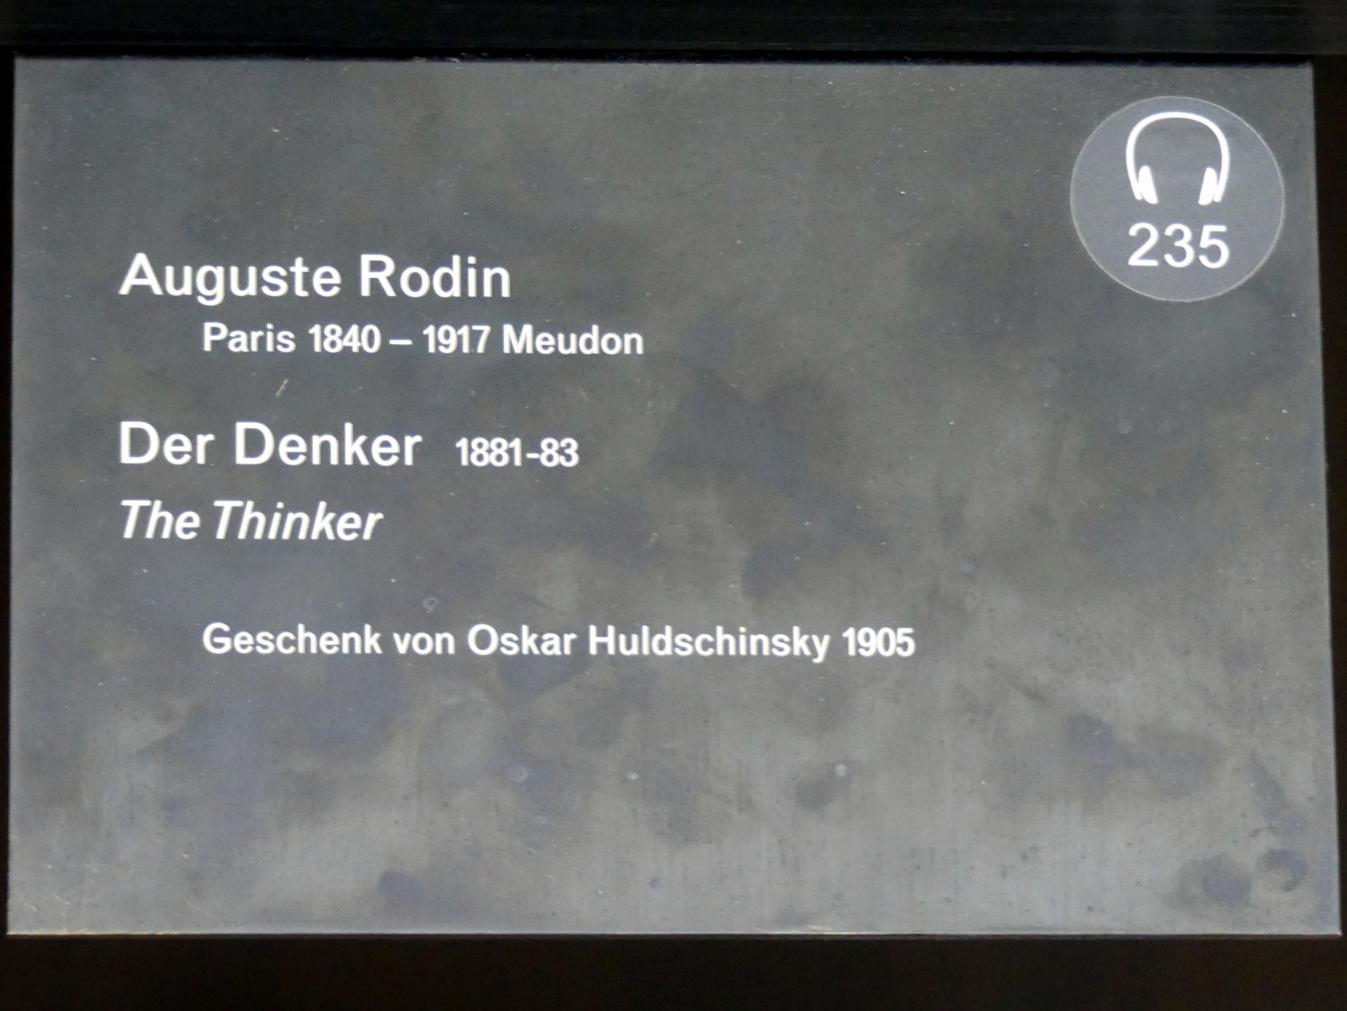 235
Auguste Rodin
Paris 1840 – 1917 Meudon
Der Denker 1881-83
The Thinker
Geschenk von Oskar Huldschinsky 1905